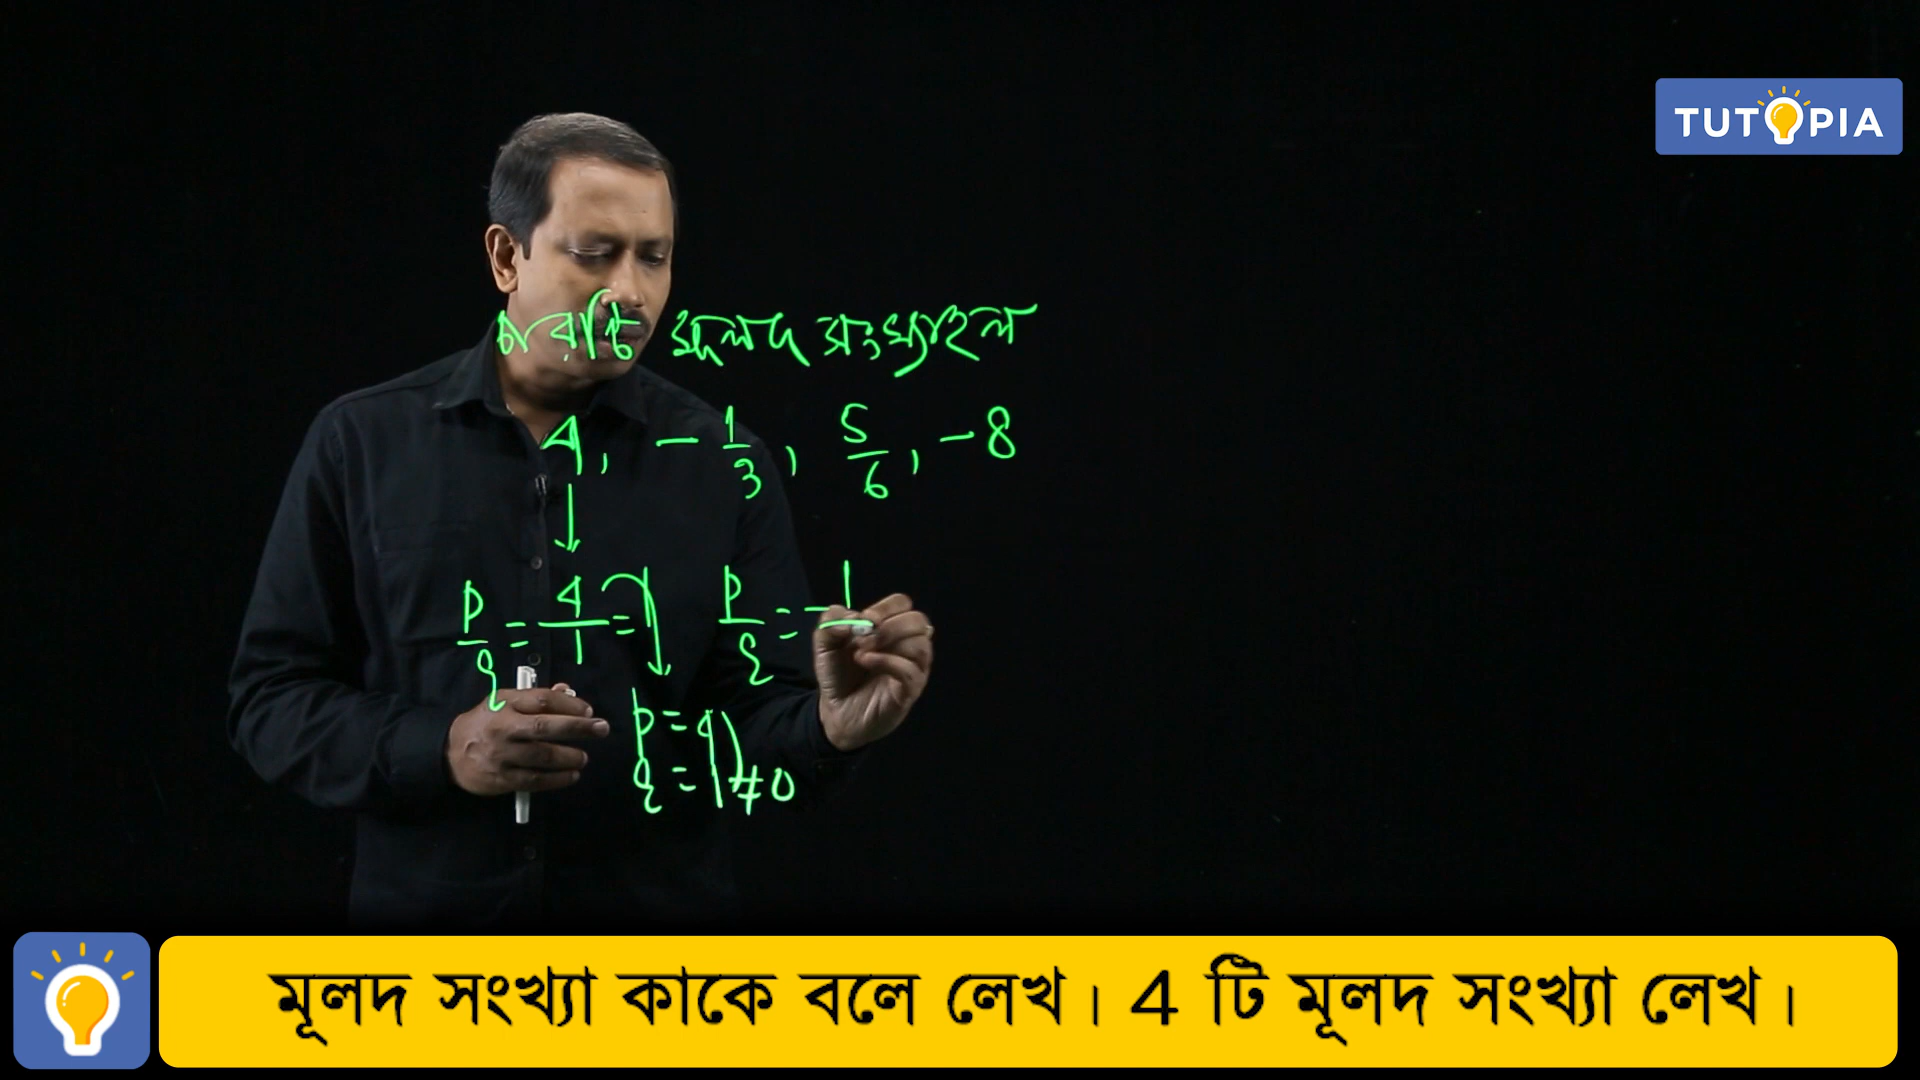 TUTOPIA
চারটি মূলদ সংখ্যা হল
4, - 1/3, 5/6, -8
p/q = 4/1 = p/q = -1
p = 4
q = 1 ≠ 0
মূলদ সংখ্যা কাকে বলে লেখ। 4 টি মূলদ সংখ্যা লেখ।